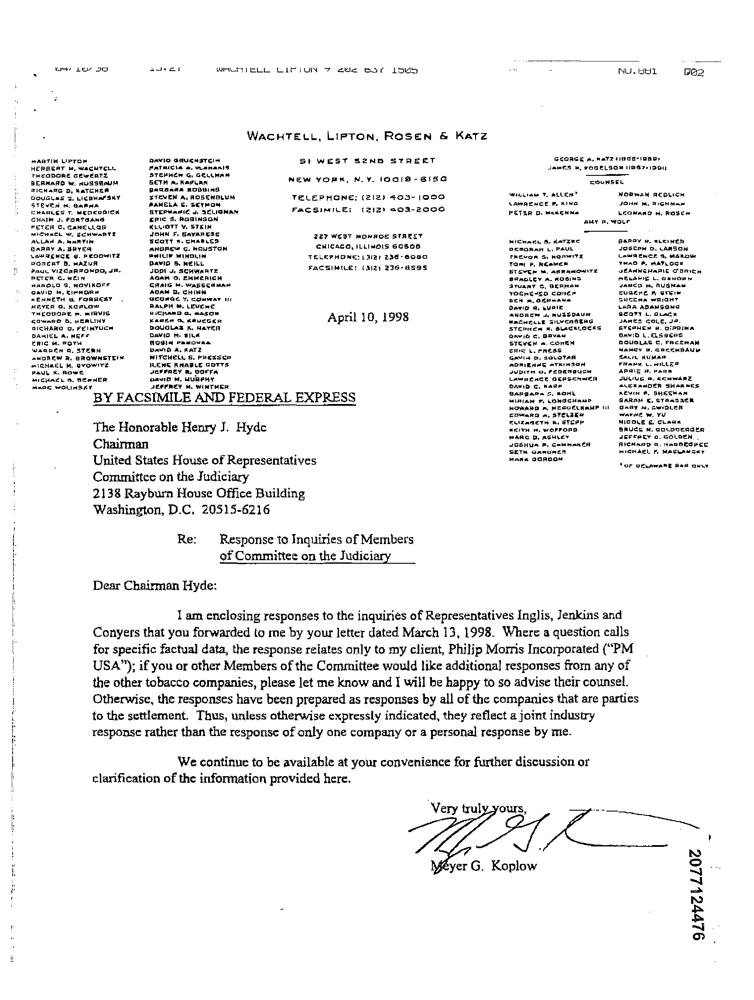 04/10/98 WACHTELL LIPTON → 202 637 1505 NO.881 D02
WACHTELL, LIPTON, ROSEN & KATZ
MARTIN LIPTON
HERBERT M. WACHTELL
THEODORE GEWERTZ
BERNARD W. NUSSBAUM
RICHARD D. KATCHER
DOUGLAS S. LIEBHAFSKY
STEVEN M. BARNA
CHARLES T. MEDERRICK
CHAIM J. FORTGANG
PETER C. CANELLOS
MICHAEL W. SCHWARTZ
ALLAN A. MARTIN
BARRY A. BRYER
LAWRENCE B. PEDOWITZ
ROBERT B. MAZUR
PAUL VIZCARRONDO, JR.
PETER C. HEIN
HAROLD S. NOVIKOFF
DAVID M. EINHORN
KENNETH B. FORREST
MEYER G. KOPLOW
THEODORE N. MIRVIS
EDWARD D. HERLIHY
RICHARD G. FEINTUCH
DANIEL A. NEFF
ERIC M. ROTH
WARREN R. STERN
ANDREW R. BROWNSTEIN
MICHAEL H. BYOWITZ
PAUL K. ROWE
MICHAEL B. BENNER
MARC WOLINSKY
DAVID GRUENSTEIN
PATRICIA A. VLAHAKIS
STEPHEN G. GELLMAN
SETH A. KAPLAN
BARBARA ROBBINS
STEVEN A. ROSENBLUM
PAMELA S. SEYMON
STEPHANIE J. SELIGMAN
ERIC S. ROBINSON
ELLIOTT V. STEIN
JOHN F. SAVARESE
SCOTT K. CHARLES
ANDREW C. HOUSTON
PHILIP MINDLIN
DAVID S. NEILL
JODI J. SCHWARTZ
ADAM O. EMMERICH
CRAIG M. WASSERMAN
ADAM D. CHINN
GEORGE T. CONWAY III
RALPH M. LEVENE
RICHARD G. MASON
KAREN G. KRUEGER
DOUGLAS K. MAYER
DAVID M. SILK
ROBIN PANOVKA
DAVID A. KATZ
MITCHELL S. PRESSER
ILENE KNABLE GOTTS
JEFFREY R. BOFFA
DAVID M. MURPHY
JEFFREY M. WINTNER
51 WEST 52ND STREET
NEW YORK, N.Y. 10019-6150
TELEPHONE: (212) 403-1000
FACSIMILE: (212) 403-2000
227 WEST MONROE STREET
CHICAGO, ILLINOIS 60606
TELEPHONE: (312) 236-6080
FACSIMILE: (312) 236-8595
GEORGE A. KATZ (1965-1989)
JAMES H. FOGELSON (1967-1991)
COUNSEL
WILLIAM T. ALLEN* NORMAN REDLICH
LAWRENCE P. KING JOHN M. RICHMAN
PETER D. McKENNA LEONARD M. ROSEN
AMY R. WOLF
MICHAEL B. KATZKE
DEBORAH L. PAUL
TREVOR S. NORWITZ
TONI P. REAMER
STEVEN W. ABRAMOWITZ
BRADLEY A. ROBINS
STUART C. BERMAN
YOCHEVED COHEN
BEN M. GERMANA
DAVID R. LURIE
ANDREW J. NUSSBAUM
RACHELLE SILVERBERG
STEPHEN R. BLACKLOCKS
DAVID C. BRYAN
STEVEN A. COHEN
ERIC L. PRESS
GAVIN D. SOLOTAR
ADRIENNE ATKINSON
JUDITH O. FEDERBUSH
LAWRENCE GERSCHWER
DAVID C. KARP
BARBARA S. KOHL
MIRIAM P. LONGCHAMP
HOWARD A. MERGELKAMP III
EDWARD A. STELZER
ELIZABETH K. STEPP
KEITH H. WOFFORD
MARC D. ASHLEY
JOSHUA R. CAMMAKER
SETH GARDNER
MARK GORDON
BARRY R. KLEINER
JOSEPH D. LARSON
LAWRENCE S. MAKOW
THAD P. MATLOCK
JEANNEMARIE O'BRIEN
MELANIE L. OXHORN
JARED M. RUSMAN
EUGENE P. STEIN
SHEENA WRIGHT
LARA ADAMSONS
SCOTT L. BLACK
JAMES COLE, JR.
STEPHEN R. DiPRIMA
DAVID L. ELSBERG
DOUGLAS C. FREEMAN
NANCY B. GREENBAUM
SALIL KUMAR
FRANK L. MILLER
APRIE R. PARK
JULIUS G. SCHWARZ
ALEXANDER SHAKNES
KEVIN P. SHEEHAN
SARAH E. STRASSER
GARY N. SWIDLER
WAYNE W. YU
NICOLE E. CLARK
BRUCE M. GOLDBERGER
JEFFREY O. GOLDEN
MICHAEL F. MASLANSKY
*OF DELAWARE BAR ONLY
April 10, 1998
BY FACSIMILE AND FEDERAL EXPRESS
The Honorable Henry J. Hyde
Chairman
United States House of Representatives
Committee on the Judiciary
2138 Rayburn House Office Building
Washington, D.C. 20515-6216
Re: Response to Inquiries of Members
of Committee on the Judiciary
Dear Chairman Hyde:
I am enclosing responses to the inquiries of Representatives Inglis, Jenkins and
Conyers that you forwarded to me by your letter dated March 13, 1998. Where a question calls
for specific factual data, the response relates only to my client, Philip Morris Incorporated ("PM
USA"); if you or other Members of the Committee would like additional responses from any of
the other tobacco companies, please let me know and I will be happy to so advise their counsel.
Otherwise, the responses have been prepared as responses by all of the companies that are parties
to the settlement. Thus, unless otherwise expressly indicated, they reflect a joint industry
response rather than the response of only one company or a personal response by me.
We continue to be available at your convenience for further discussion or
clarification of the information provided here.
Very truly yours,
Meyer G. Koplow
2077124476